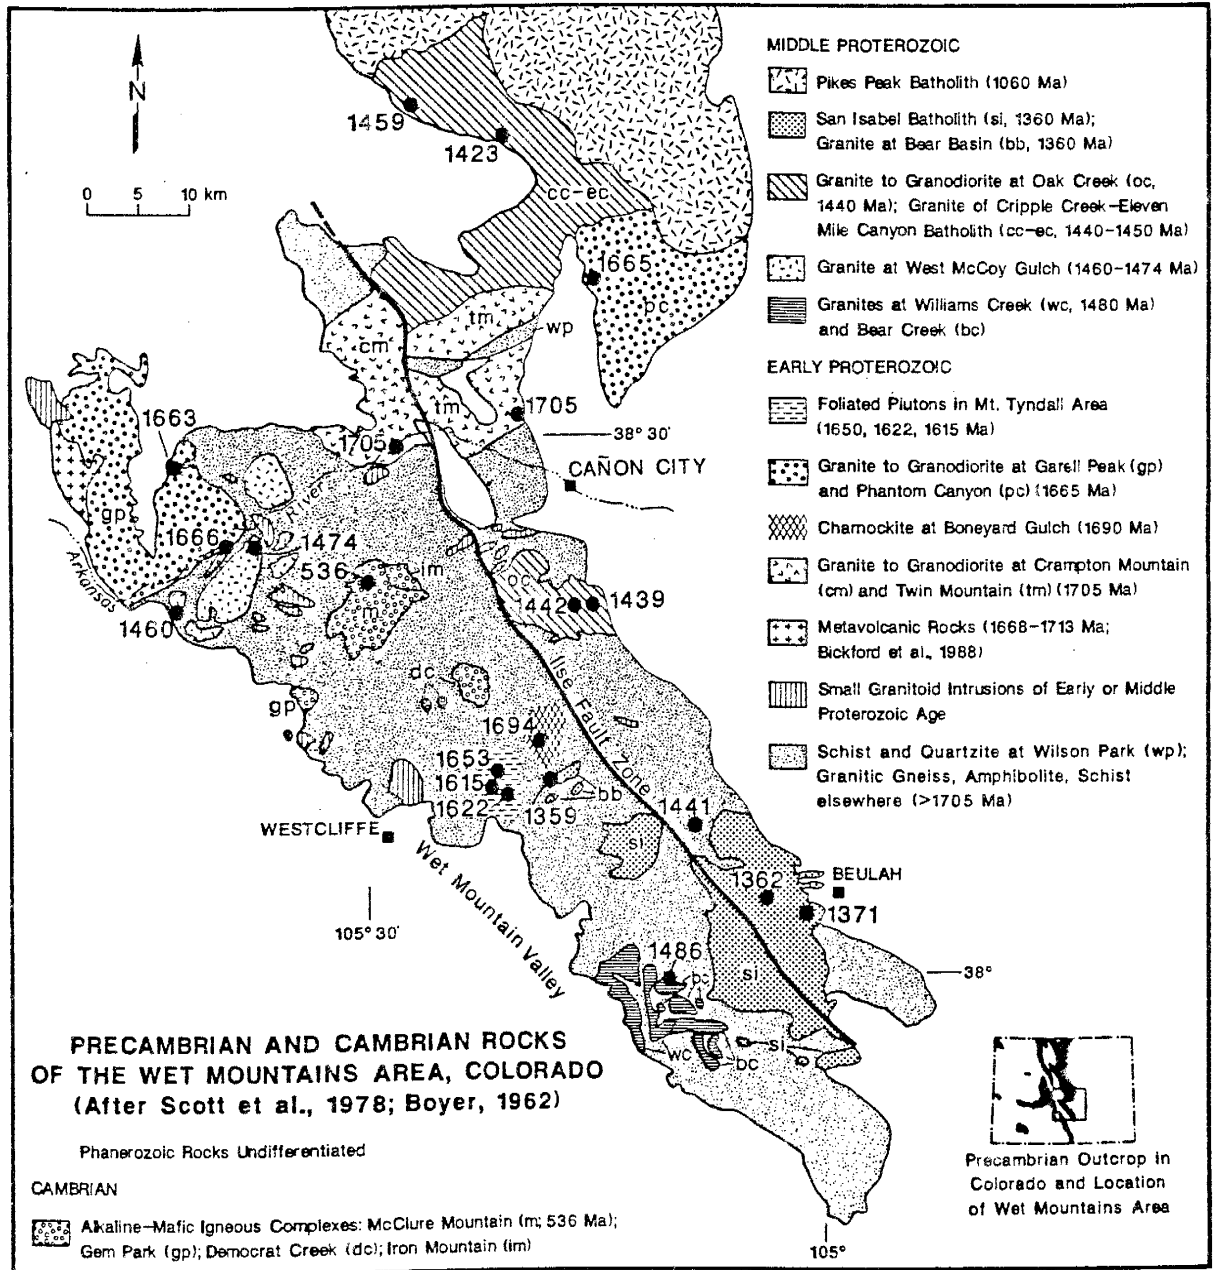 N
0 5 10 km
MIDDLE PROTEROZOIC
Pikes Peak Batholith (1060 Ma)
San Isabel Batholith (si, 1360 Ma);
Granite at Bear Basin (bb, 1360 Ma)
Granite to Granodiorite at Oak Creek (oc,
1440 Ma); Granite of Cripple Creek-Eleven
Mile Canyon Batholith (cc-ec, 1440-1450 Ma)
Granite at West McCoy Gulch (1460-1474 Ma)
Granites at Williams Creek (wc, 1480 Ma)
and Bear Creek (bc)
EARLY PROTEROZOIC
Foliated Plutons in Mt. Tyndall Area
(1650, 1622, 1615 Ma)
Granite to Granodiorite at Garell Peak (gp)
and Phantom Canyon (pc) (1665 Ma)
Charnockite at Boneyard Gulch (1690 Ma)
Granite to Granodiorite at Crampton Mountain
(cm) and Twin Mountain (tm) (1705 Ma)
Metavolcanic Rocks (1668-1713 Ma;
Bickford et al., 1988)
Small Granitoid Intrusions of Early or Middle
Proterozoic Age
Schist and Quartzite at Wilson Park (wp);
Granitic Gneiss, Amphibolite, Schist
elsewhere (>1705 Ma)
1459
1423
cc-ec
1665
pc
tm
wp
cm
tm
1705
1663
1705
38° 30'
CAÑON CITY
River
gp
1666
1474
536
im
m
oc
1442
1439
Arkansas
1460
Ilse Fault Zone
dc
gp
1694
1653
1615
1622
1359
bb
1441
WESTCLIFFE
si
Wet Mountain Valley
1362
BEULAH
1371
105° 30'
1486
bc
si
38°
wc
bc
si
105°
PRECAMBRIAN AND CAMBRIAN ROCKS
OF THE WET MOUNTAINS AREA, COLORADO
(After Scott et al., 1978; Boyer, 1962)
Phanerozoic Rocks Undifferentiated
CAMBRIAN
Alkaline-Mafic Igneous Complexes: McClure Mountain (m; 536 Ma);
Gem Park (gp); Democrat Creek (dc); Iron Mountain (im)
Precambrian Outcrop in
Colorado and Location
of Wet Mountains Area